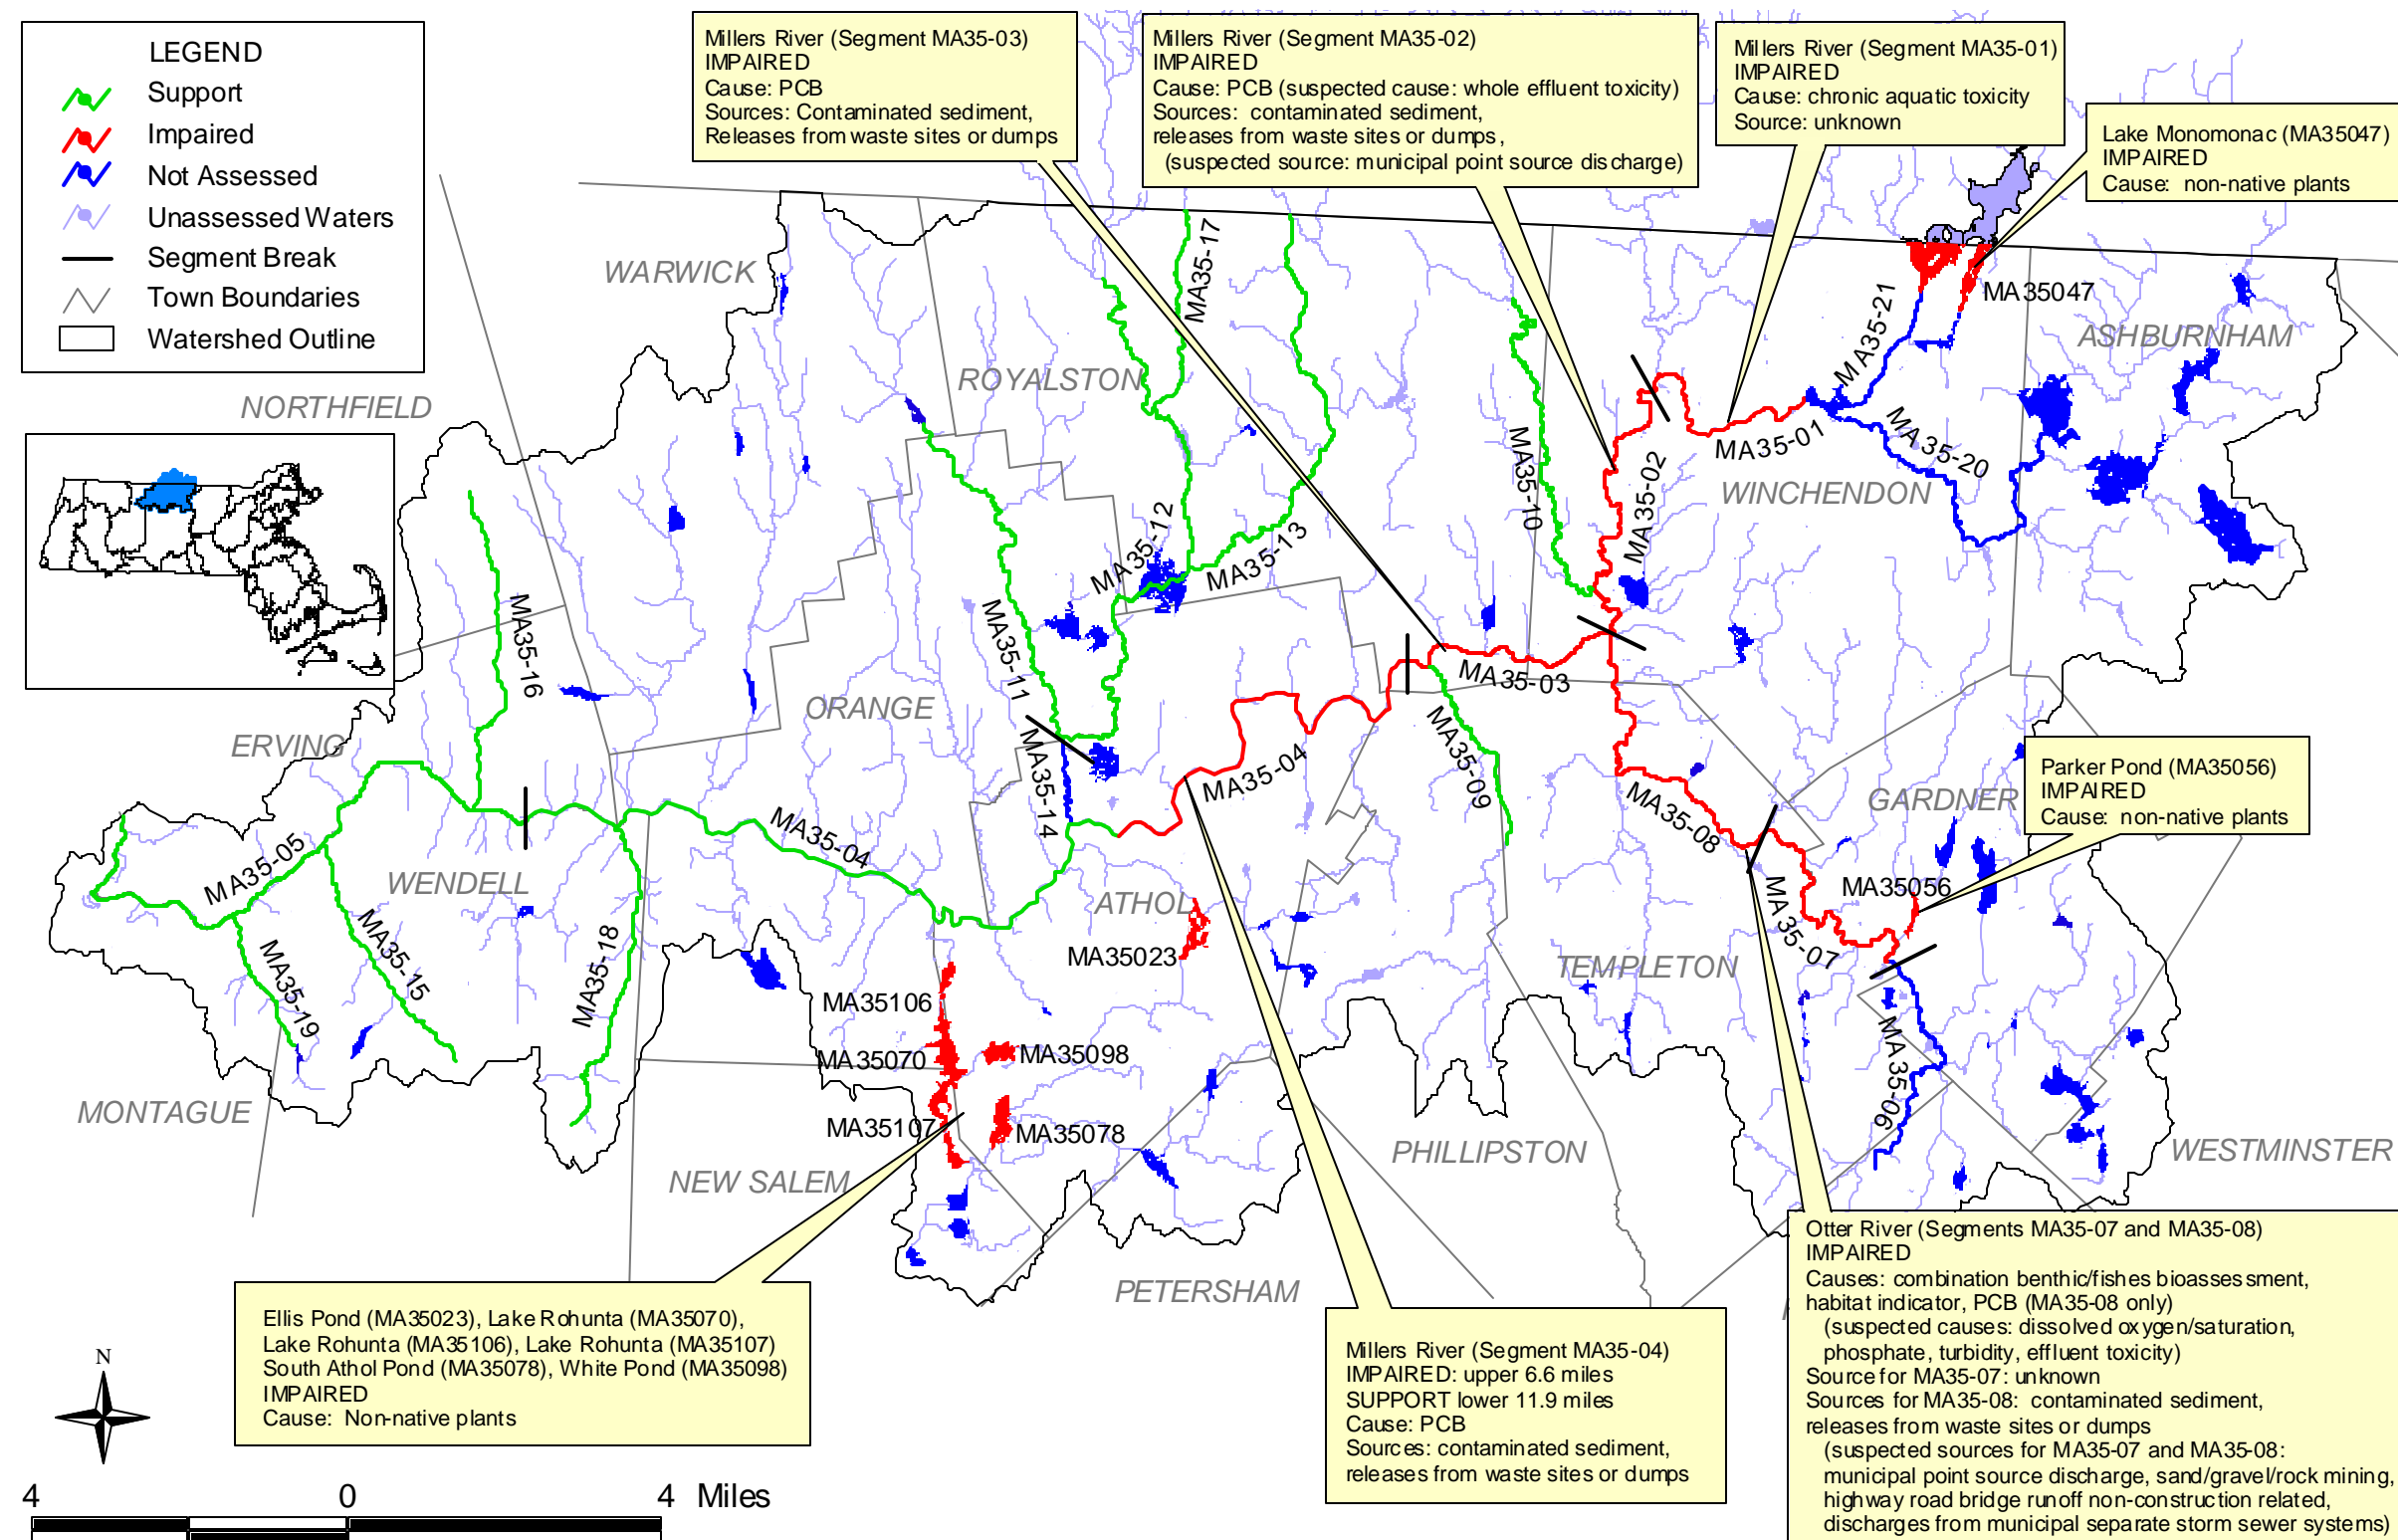 LEGEND
Support
Impaired
Not Assessed
Unassessed Waters
Segment Break
Town Boundaries
Watershed Outline
Millers River (Segment MA35-03)
IMPAIRED
Cause: PCB
Sources: Contaminated sediment,
Releases from waste sites or dumps
Millers River (Segment MA35-02)
IMPAIRED
Cause: PCB (suspected cause: whole effluent toxicity)
Sources: contaminated sediment,
releases from waste sites or dumps,
(suspected source: municipal point source discharge)
Millers River (Segment MA35-01)
IMPAIRED
Cause: chronic aquatic toxicity
Source: unknown
Lake Monomonac (MA35047)
IMPAIRED
Cause: non-native plants
WARWICK
MA35-17
MA35-21
MA35047
ASHBURNHAM
ROYALSTON
NORTHFIELD
MA35-01
MA35-20
WINCHENDON
MA35-10
MA35-02
MA35-12
MA35-13
MA35-16
MA35-11
MA35-03
ORANGE
ERVING
MA35-14
MA35-04
MA35-09
MA35-08
GARDNER
Parker Pond (MA35056)
IMPAIRED
Cause: non-native plants
MA35-04
MA35-05
WENDELL
MA35056
ATHOL
MA35-07
MA35-15
MA35-18
MA35-19
MA35023
TEMPLETON
MA35106
MA35070
MA35098
MA35-06
MONTAGUE
MA35107
MA35078
PHILLIPSTON
WESTMINSTER
NEW SALEM
PETERSHAM
Ellis Pond (MA35023), Lake Rohunta (MA35070),
Lake Rohunta (MA35106), Lake Rohunta (MA35107)
South Athol Pond (MA35078), White Pond (MA35098)
IMPAIRED
Cause: Non-native plants
Millers River (Segment MA35-04)
IMPAIRED: upper 6.6 miles
SUPPORT lower 11.9 miles
Cause: PCB
Sources: contaminated sediment,
releases from waste sites or dumps
Otter River (Segments MA35-07 and MA35-08)
IMPAIRED
Causes: combination benthic/fishes bioassessment,
habitat indicator, PCB (MA35-08 only)
(suspected causes: dissolved oxygen/saturation,
phosphate, turbidity, effluent toxicity)
Source for MA35-07: unknown
Sources for MA35-08: contaminated sediment,
releases from waste sites or dumps
(suspected sources for MA35-07 and MA35-08:
municipal point source discharge, sand/gravel/rock mining,
highway road bridge runoff non-construction related,
discharges from municipal separate storm sewer systems)
N
4 0 4 Miles